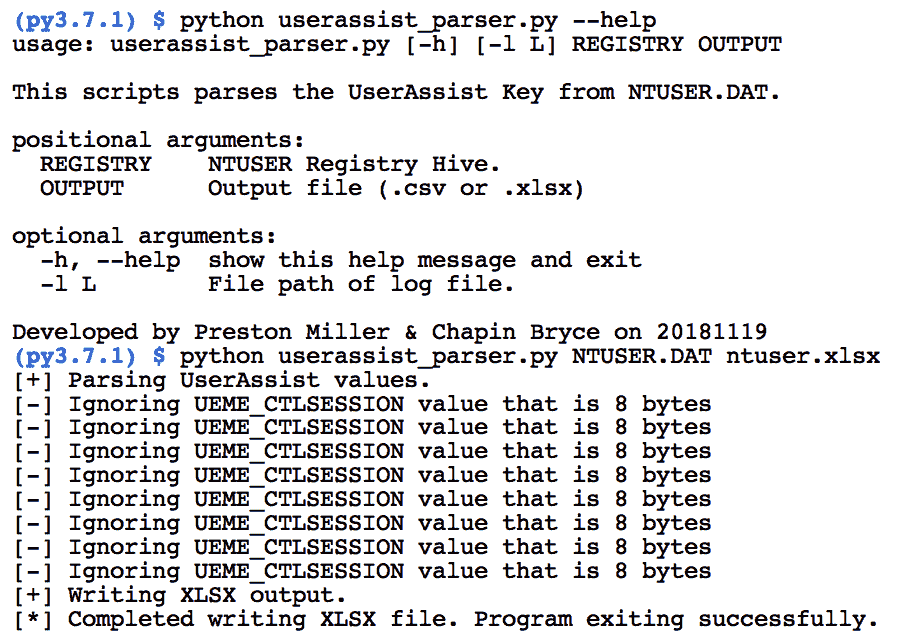 (py3.7.1) $ python userassist_parser.py --help
usage: userassist_parser.py [-h] [-l L] REGISTRY OUTPUT
This scripts parses the UserAssist Key from NTUSER.DAT.
positional arguments:
  REGISTRY    NTUSER Registry Hive.
  OUTPUT      Output file (.csv or .xlsx)
optional arguments:
  -h, --help  show this help message and exit
  -l L        File path of log file.
Developed by Preston Miller & Chapin Bryce on 20181119
(py3.7.1) $ python userassist_parser.py NTUSER.DAT ntuser.xlsx
[+] Parsing UserAssist values.
[-] Ignoring UEME_CTLSESSION value that is 8 bytes
[-] Ignoring UEME_CTLSESSION value that is 8 bytes
[-] Ignoring UEME_CTLSESSION value that is 8 bytes
[-] Ignoring UEME_CTLSESSION value that is 8 bytes
[-] Ignoring UEME_CTLSESSION value that is 8 bytes
[-] Ignoring UEME_CTLSESSION value that is 8 bytes
[-] Ignoring UEME_CTLSESSION value that is 8 bytes
[-] Ignoring UEME_CTLSESSION value that is 8 bytes
[+] Writing XLSX output.
[*] Completed writing XLSX file. Program exiting successfully.